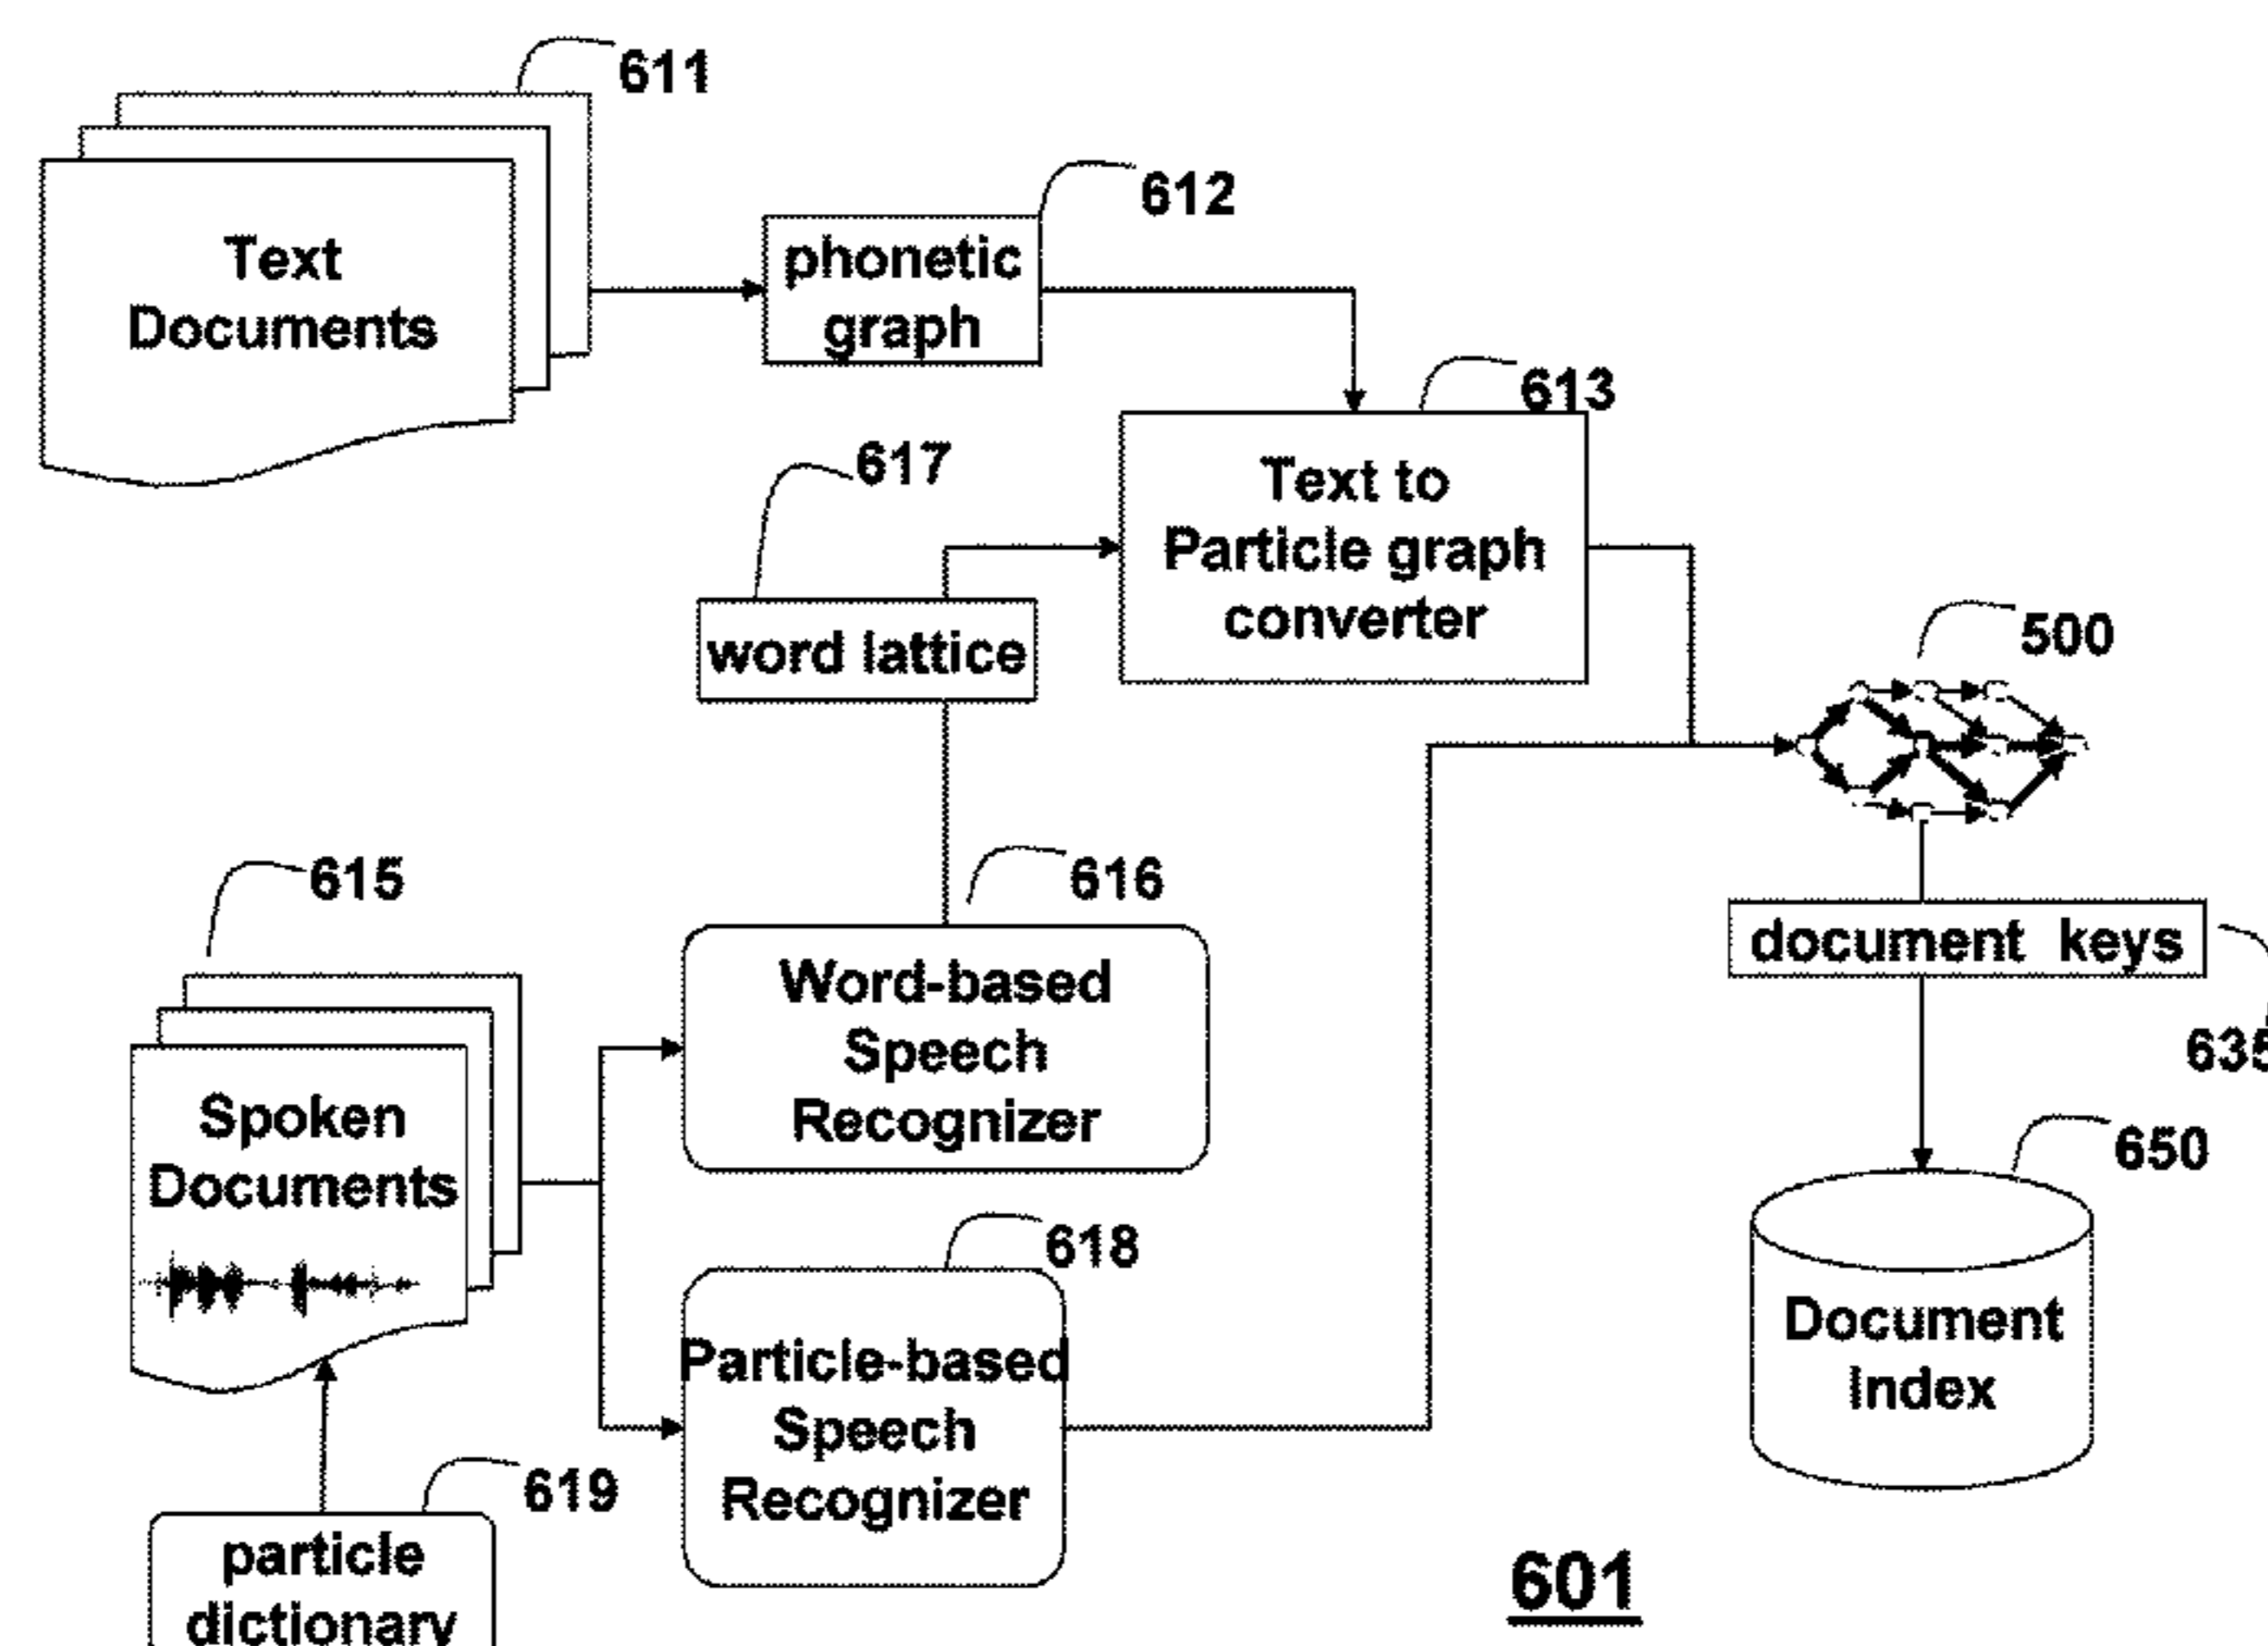 611
Text
Documents
612
phonetic
graph
613
Text to
Particle graph
converter
617
word lattice
500
615
Spoken
Documents
616
Word-based
Speech
Recognizer
document keys
635
650
Document
Index
618
Particle-based
Speech
Recognizer
619
particle
dictionary
601